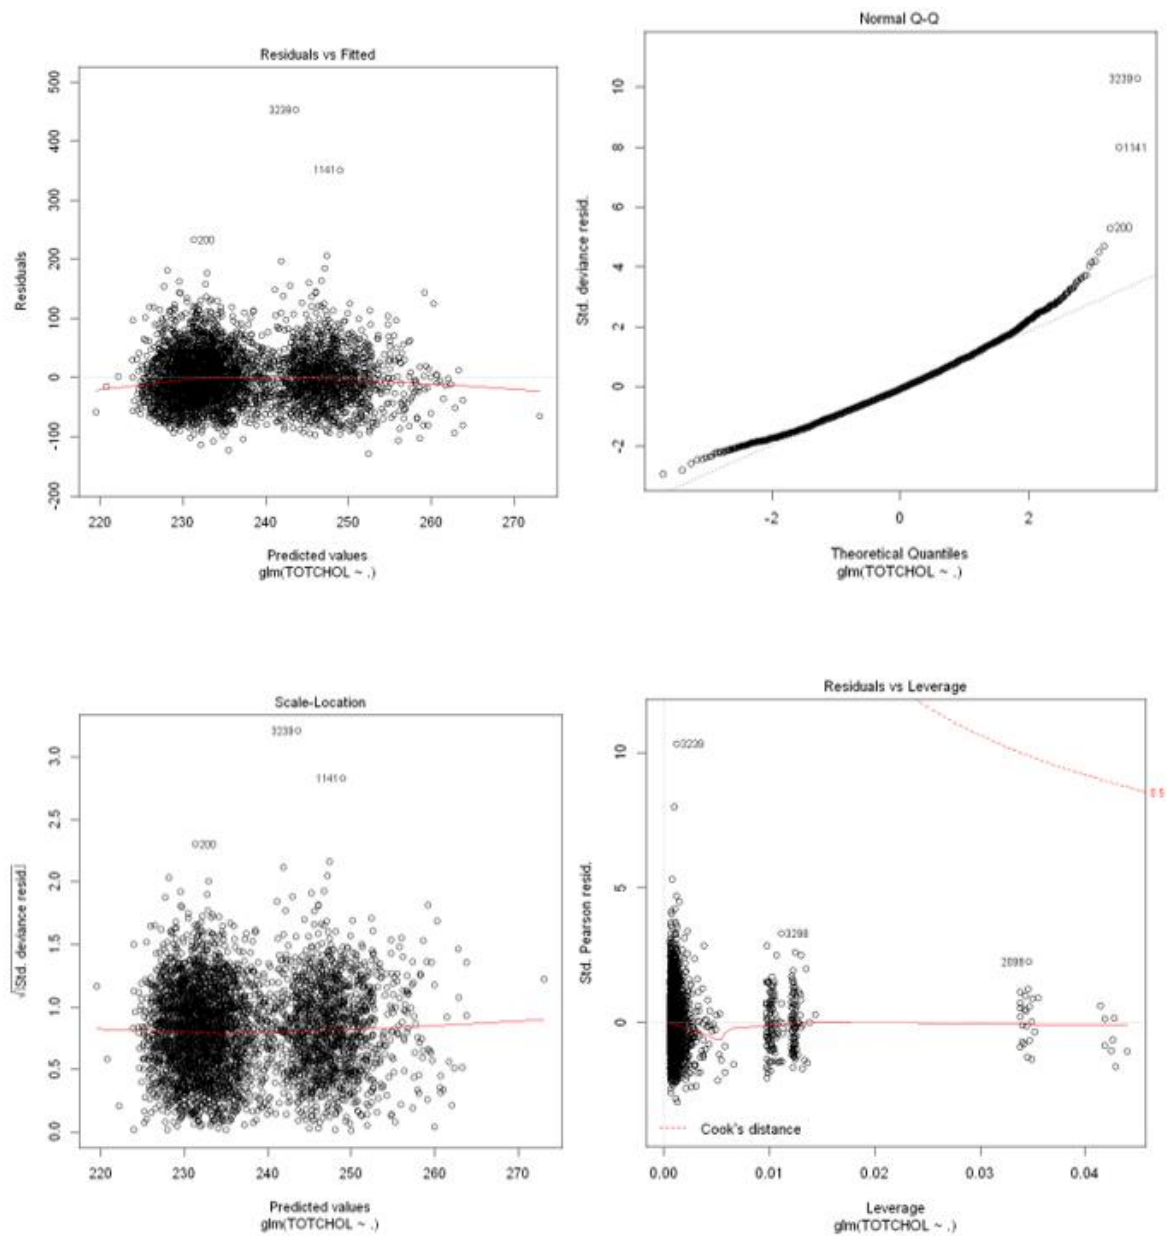 Residuals vs Fitted
Residuals
500
400
300
200
100
0
-100
-200
3239
1141
200
220 230 240 250 260 270
Predicted values
glm(TOTCHOL ~ .)
Normal Q-Q
Std. deviance resid.
10
8
6
4
2
0
-2
3239
1141
200
-2 0 2
Theoretical Quantiles
glm(TOTCHOL ~ .)
Scale-Location
√|Std. deviance resid.|
3.0
2.5
2.0
1.5
1.0
0.5
0.0
3239
1141
200
220 230 240 250 260 270
Predicted values
glm(TOTCHOL ~ .)
Residuals vs Leverage
Std. Pearson resid.
10
5
0
3239
3298
2098
0.5
Cook's distance
0.00 0.01 0.02 0.03 0.04
Leverage
glm(TOTCHOL ~ .)